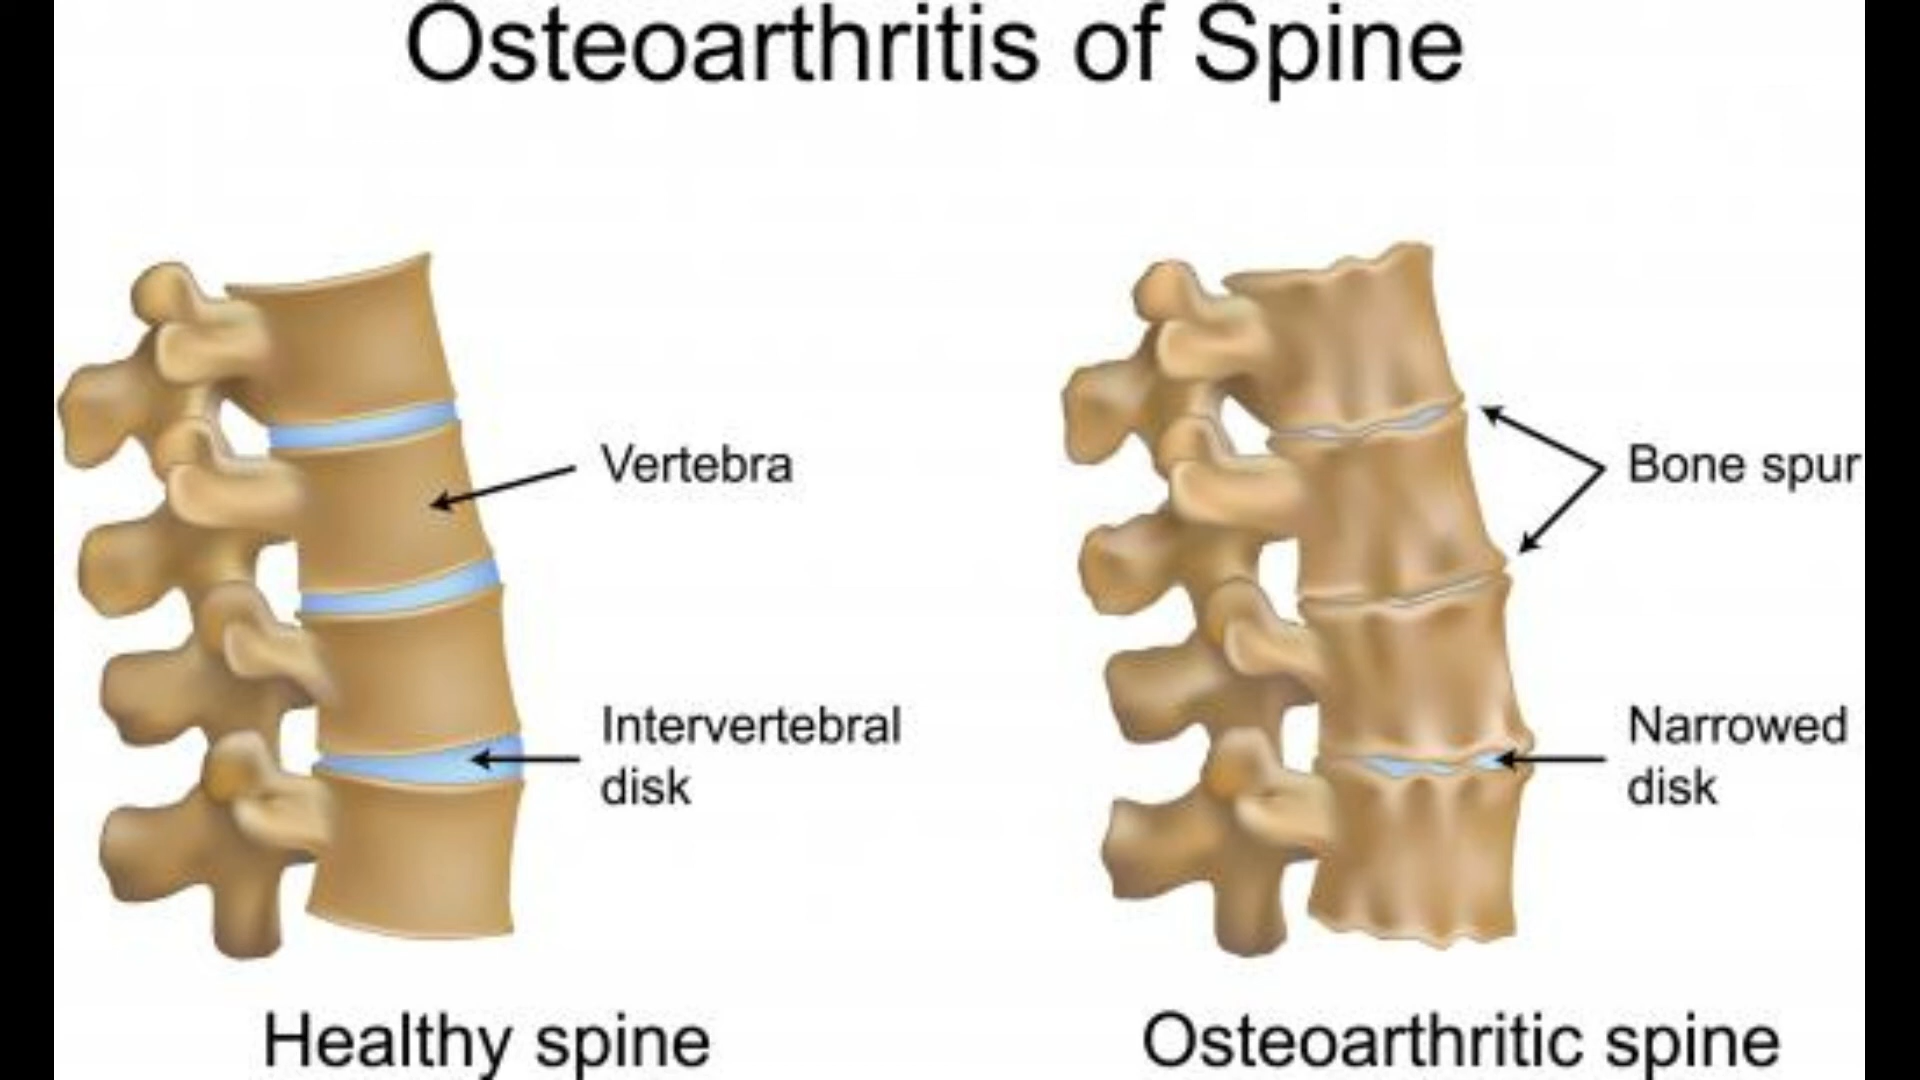 Osteoarthritis of Spine
Vertebra
Intervertebral
disk
Healthy spine
Bone spur
Narrowed
disk
Osteoarthritic spine